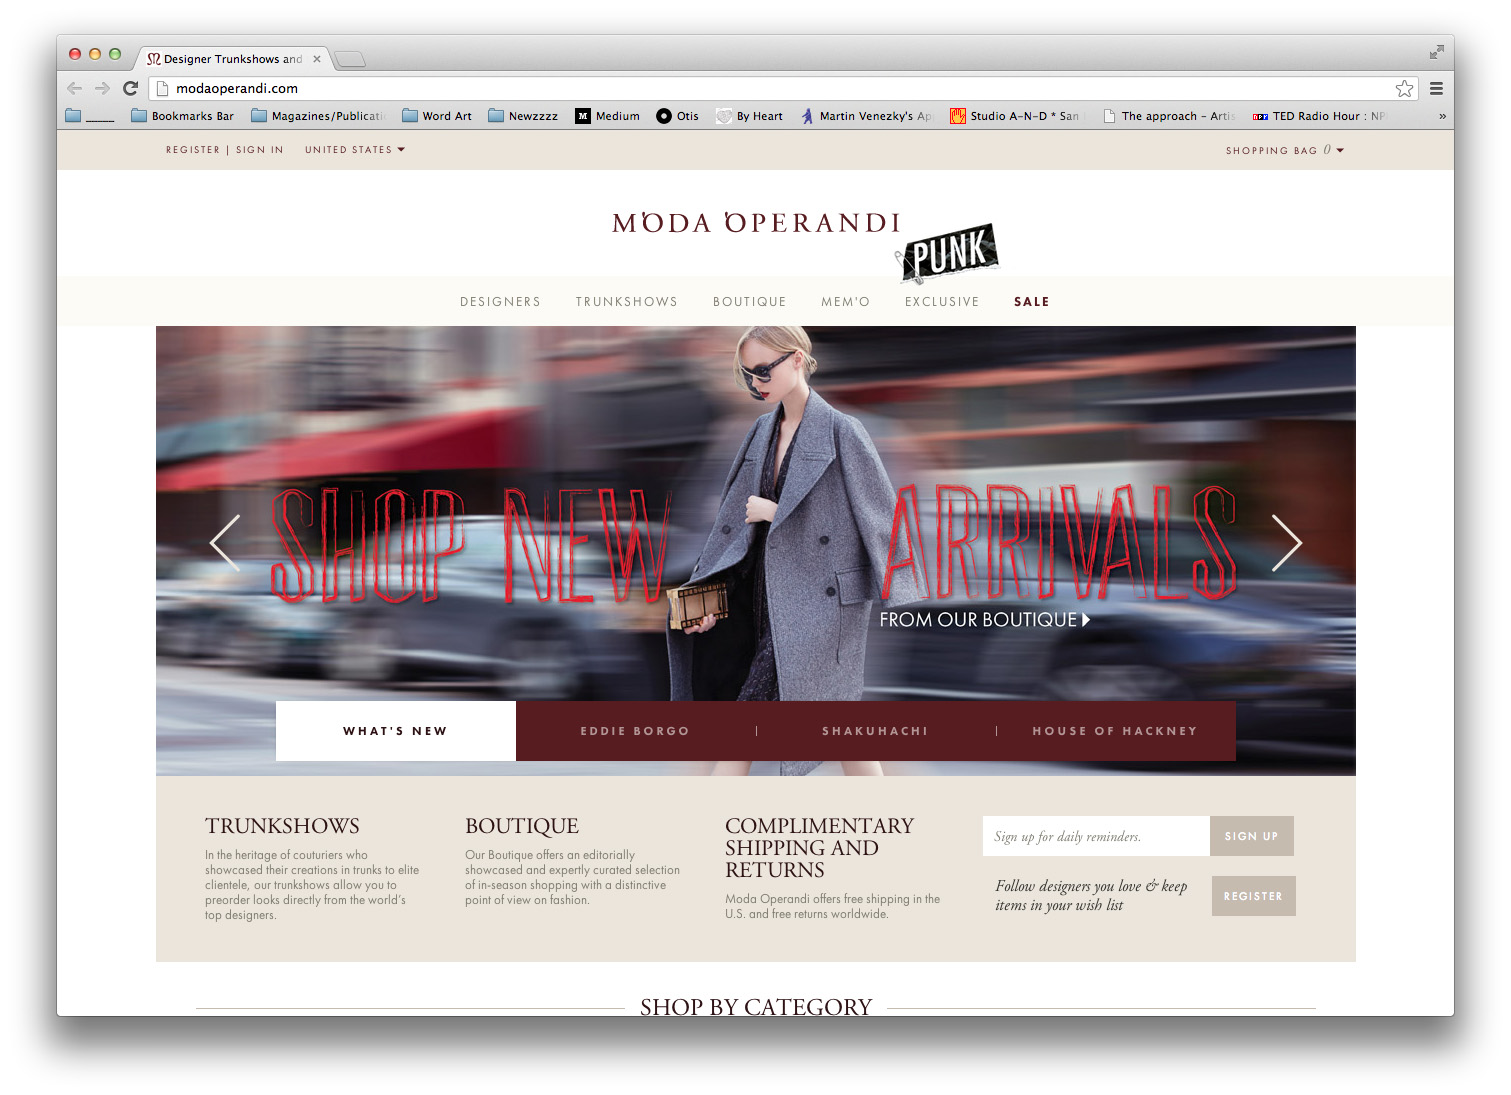 Designer Trunkshows and
modaoperandi.com
Bookmarks Bar Magazines/Publicati Word Art Newzzzz M Medium Otis By Heart Martin Venezky's Ap Studio A-N-D * San The approach – Artis TED Radio Hour : NP »
REGISTER | SIGN IN UNITED STATES SHOPPING BAG 0
M'ODA 'OPERANDI
PUNK
DESIGNERS TRUNKSHOWS BOUTIQUE MEM'O EXCLUSIVE SALE
SHOP NEW ARRIVALS
FROM OUR BOUTIQUE
WHAT'S NEW EDDIE BORGO | SHAKUHACHI | HOUSE OF HACKNEY
TRUNKSHOWS
In the heritage of couturiers who
showcased their creations in trunks to elite
clientele, our trunkshows allow you to
preorder looks directly from the world's
top designers.
BOUTIQUE
Our Boutique offers an editorially
showcased and expertly curated selection
of in-season shopping with a distinctive
point of view on fashion.
COMPLIMENTARY
SHIPPING AND
RETURNS
Moda Operandi offers free shipping in the
U.S. and free returns worldwide.
Sign up for daily reminders. SIGN UP
Follow designers you love & keep
items in your wish list
REGISTER
SHOP BY CATEGORY